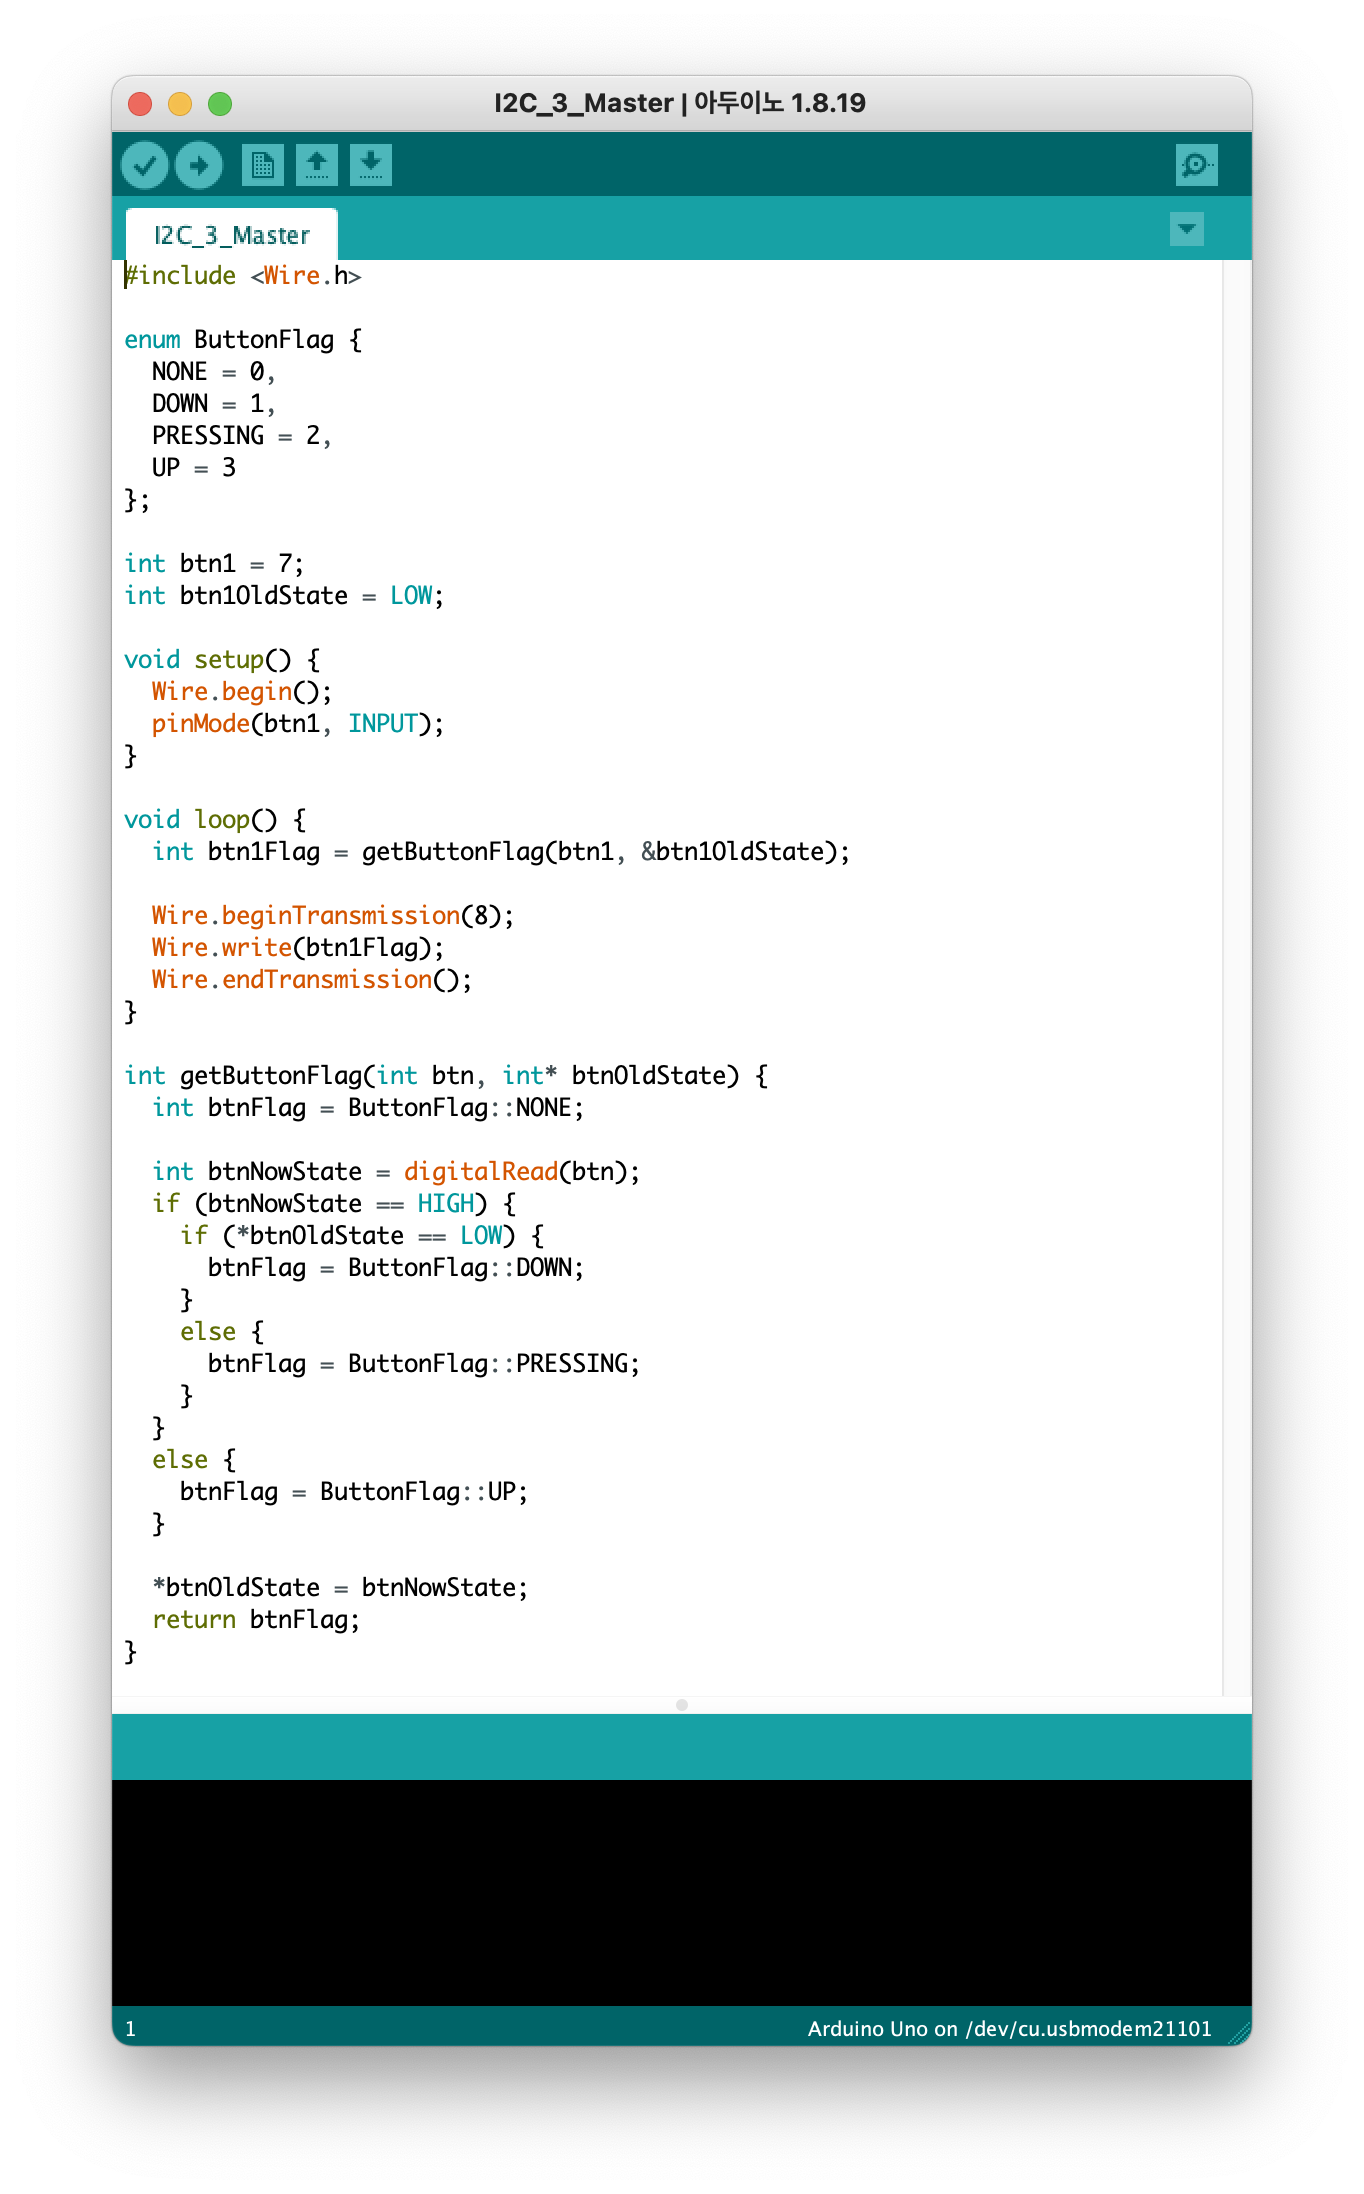 I2C_3_Master | 아두이노 1.8.19
I2C_3_Master
#include <Wire.h>
enum ButtonFlag {
  NONE = 0,
  DOWN = 1,
  PRESSING = 2,
  UP = 3
};
int btn1 = 7;
int btn1OldState = LOW;
void setup() {
  Wire.begin();
  pinMode(btn1, INPUT);
}
void loop() {
  int btn1Flag = getButtonFlag(btn1, &btn1OldState);
  Wire.beginTransmission(8);
  Wire.write(btn1Flag);
  Wire.endTransmission();
}
int getButtonFlag(int btn, int* btnOldState) {
  int btnFlag = ButtonFlag::NONE;
  int btnNowState = digitalRead(btn);
  if (btnNowState == HIGH) {
    if (*btnOldState == LOW) {
      btnFlag = ButtonFlag::DOWN;
    }
    else {
      btnFlag = ButtonFlag::PRESSING;
    }
  }
  else {
    btnFlag = ButtonFlag::UP;
  }
  *btnOldState = btnNowState;
  return btnFlag;
}
1
Arduino Uno on /dev/cu.usbmodem21101